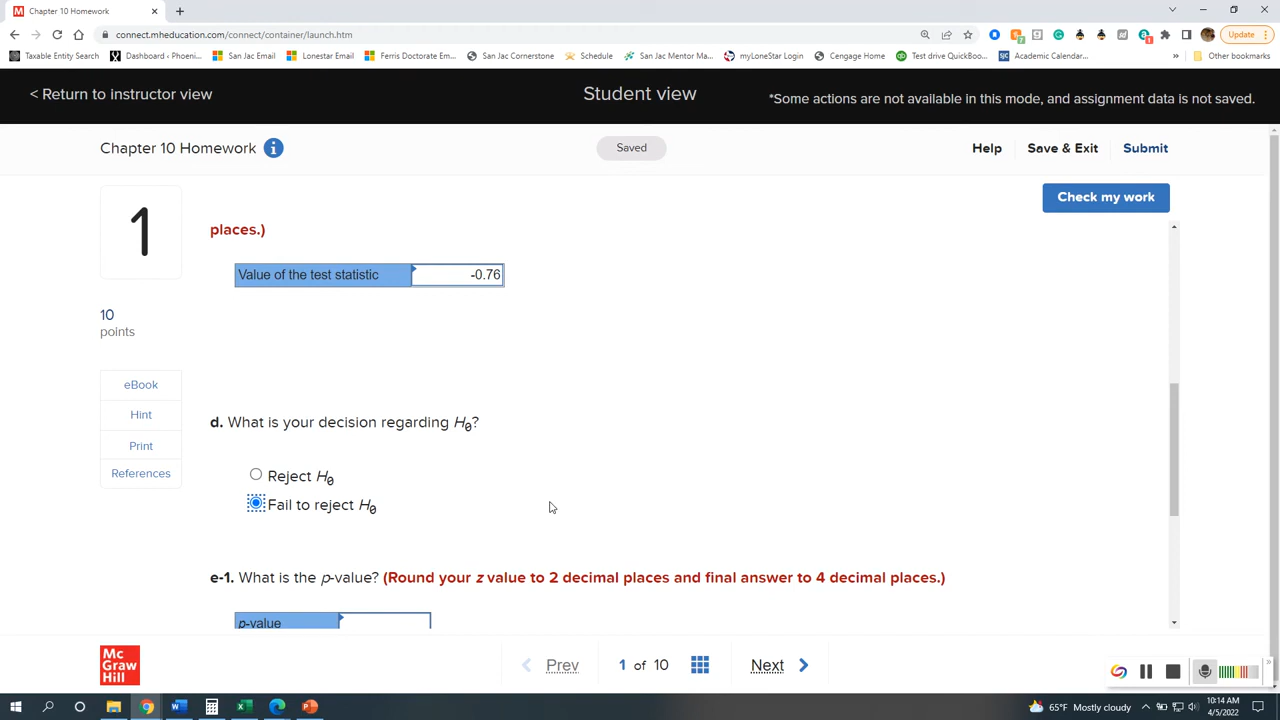 Chapter 10 Homework
connect.mheducation.com/connect/container/launch.htm
Update
Taxable Entity Search
Dashboard ‹ Phoeni...
San Jac Email
Lonestar Email
Ferris Doctorate Em...
San Jac Cornerstone
Schedule
San Jac Mentor Ma...
myLoneStar Login
Cengage Home
Test drive QuickBoo...
Academic Calendar...
Other bookmarks
< Return to instructor view
Student view
*Some actions are not available in this mode, and assignment data is not saved.
Chapter 10 Homework
Saved
Help
Save & Exit
Submit
1
Check my work
places.)
Value of the test statistic
-0.76
10
points
eBook
Hint
Print
References
d. What is your decision regarding H0?
Reject H0
Fail to reject H0
e-1. What is the p-value? (Round your z value to 2 decimal places and final answer to 4 decimal places.)
p-value
Mc
Graw
Hill
Prev
1 of 10
Next
65°F Mostly cloudy
10:14 AM
4/5/2022